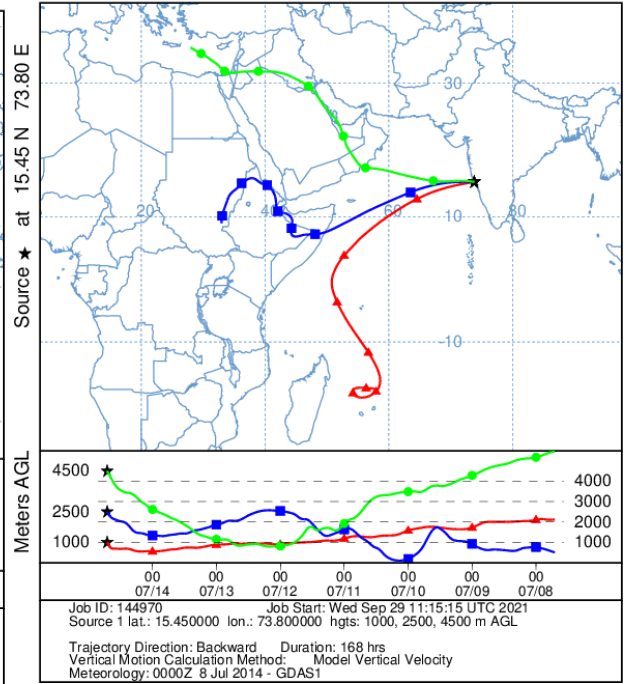 Source ★ at 15.45 N 73.80 E
30
20
40
60
10
80
-10
Meters AGL
4500
2500
1000
4000
3000
2000
1000
00 00 00 00 00 00 00
07/14 07/13 07/12 07/11 07/10 07/09 07/08
Job ID: 144970 Job Start: Wed Sep 29 11:15:15 UTC 2021
Source 1 lat.: 15.450000 lon.: 73.800000 hgts: 1000, 2500, 4500 m AGL
Trajectory Direction: Backward Duration: 168 hrs
Vertical Motion Calculation Method: Model Vertical Velocity
Meteorology: 0000Z 8 Jul 2014 - GDAS1